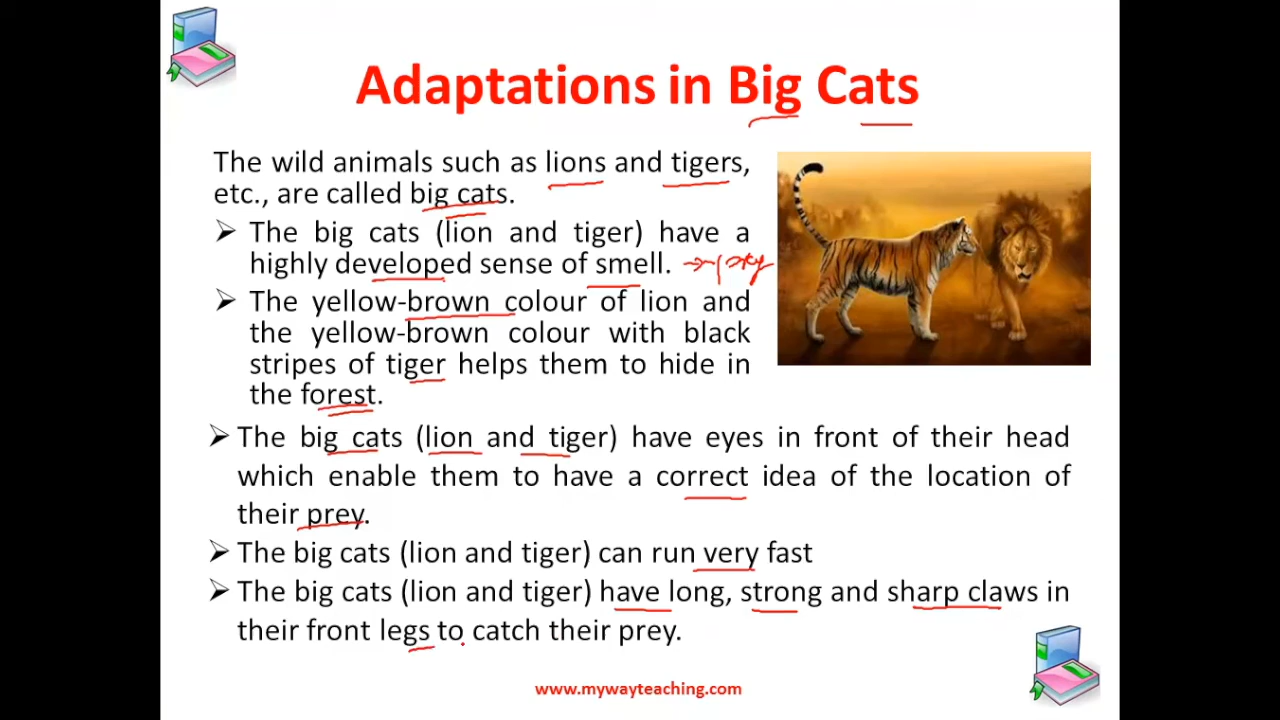 Adaptations in Big Cats
The wild animals such as lions and tigers,
etc., are called big cats.
➢ The big cats (lion and tiger) have a
highly developed sense of smell. → prey
➢ The yellow-brown colour of lion and
the yellow-brown colour with black
stripes of tiger helps them to hide in
the forest.
➢ The big cats (lion and tiger) have eyes in front of their head
which enable them to have a correct idea of the location of
their prey.
➢ The big cats (lion and tiger) can run very fast
➢ The big cats (lion and tiger) have long, strong and sharp claws in
their front legs to catch their prey.
www.mywayteaching.com